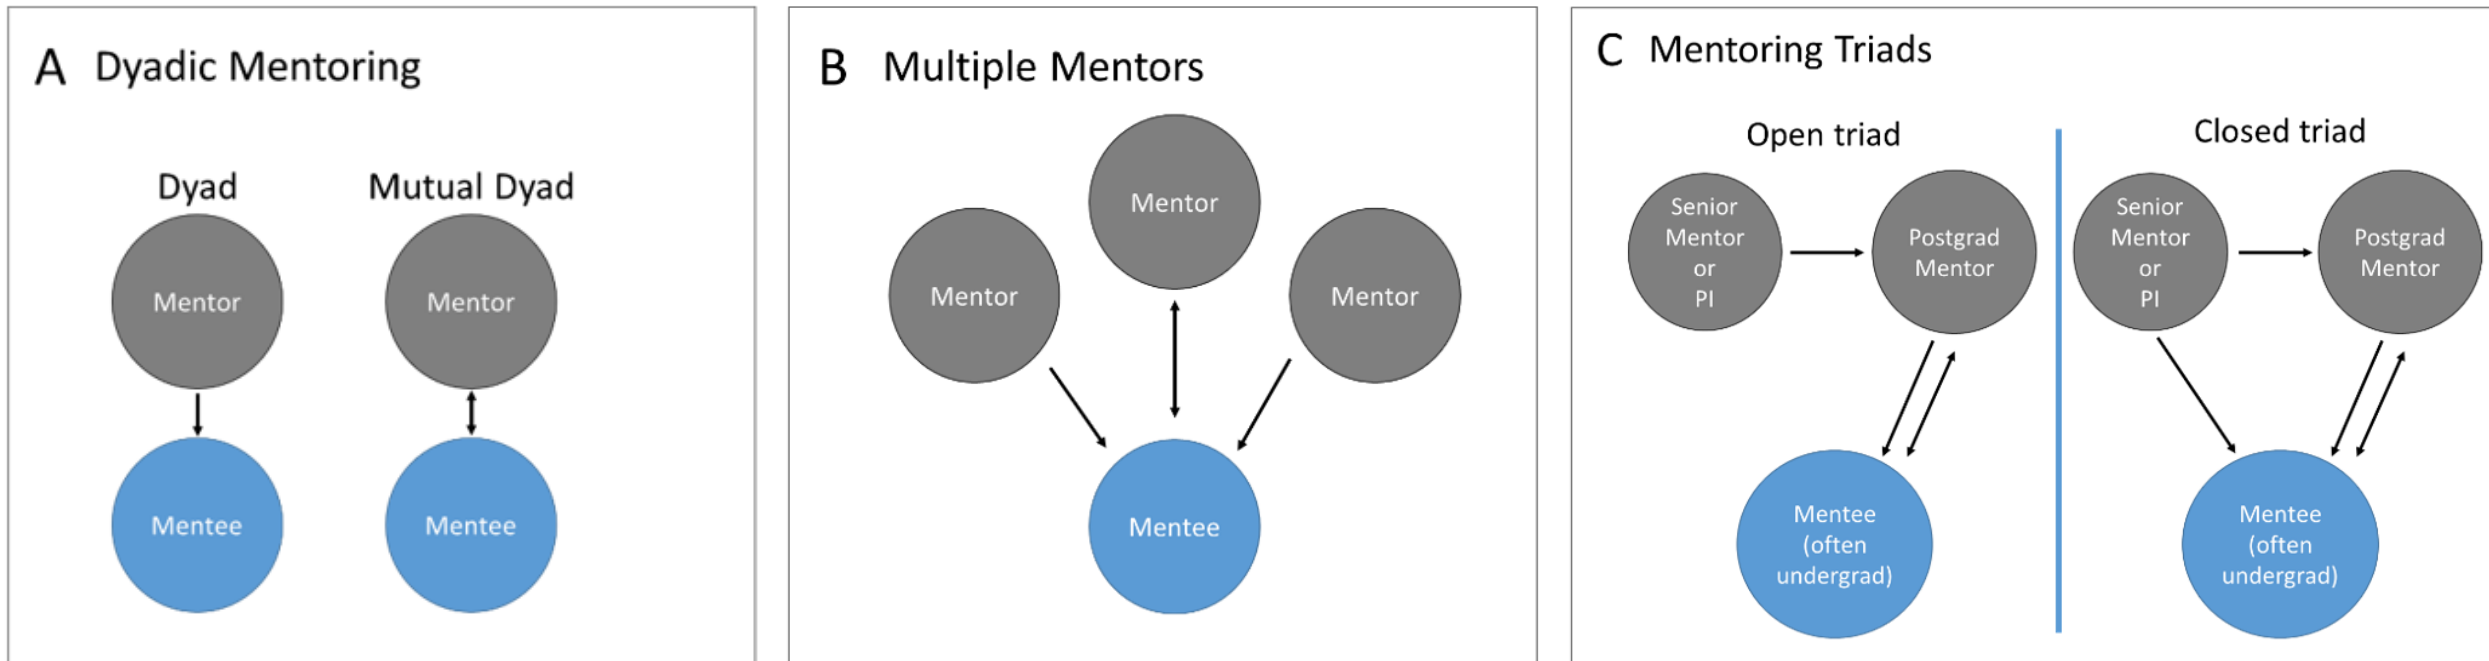 A Dyadic Mentoring
Dyad
Mutual Dyad
Mentor
Mentor
Mentee
Mentee
B Multiple Mentors
Mentor
Mentor
Mentor
Mentee
C Mentoring Triads
Open triad
Senior
Mentor
or
PI
Postgrad
Mentor
Mentee
(often
undergrad)
Closed triad
Senior
Mentor
or
PI
Postgrad
Mentor
Mentee
(often
undergrad)